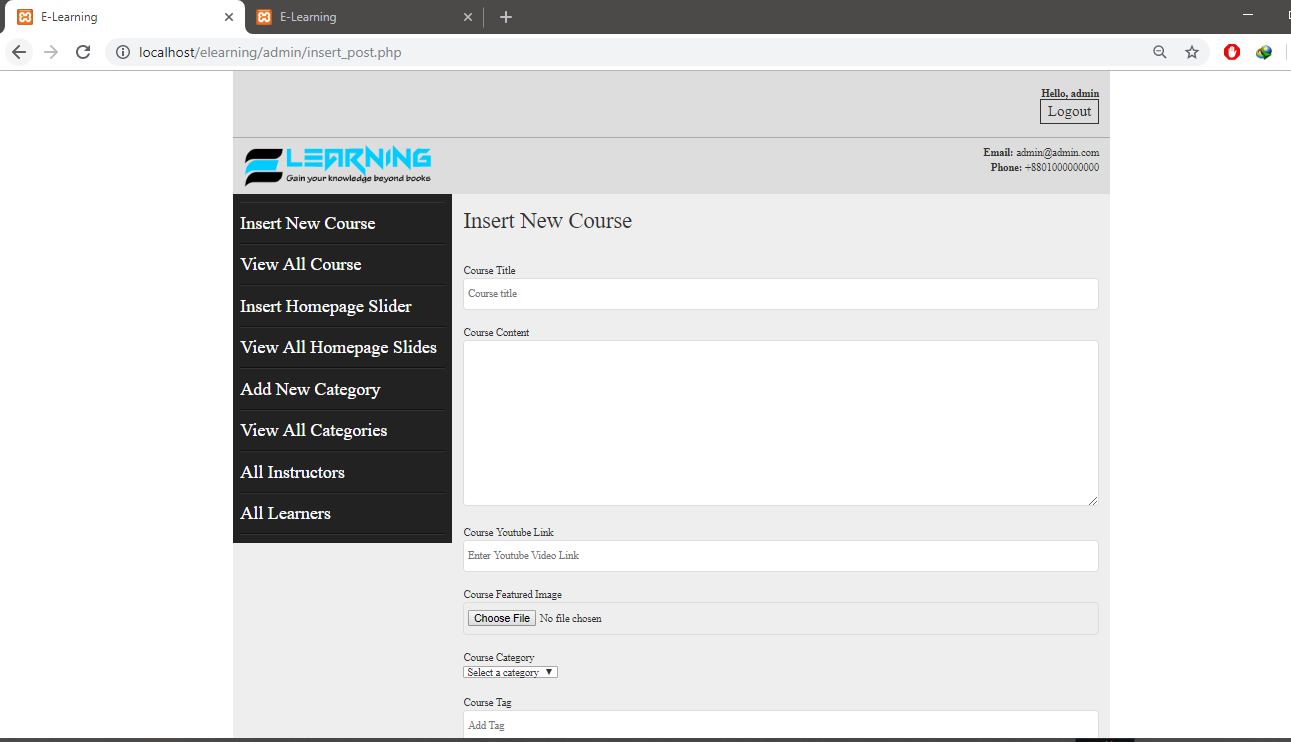 E-Learning
E-Learning
localhost/elearning/admin/insert_post.php
Hello, admin
Logout
LEARNING
Gain your knowledge beyond books
Email: admin@admin.com
Phone: +8801000000000
Insert New Course
View All Course
Insert Homepage Slider
View All Homepage Slides
Add New Category
View All Categories
All Instructors
All Learners
Insert New Course
Course Title
Course title
Course Content
Course Youtube Link
Enter Youtube Video Link
Course Featured Image
Choose File No file chosen
Course Category
Select a category
Course Tag
Add Tag